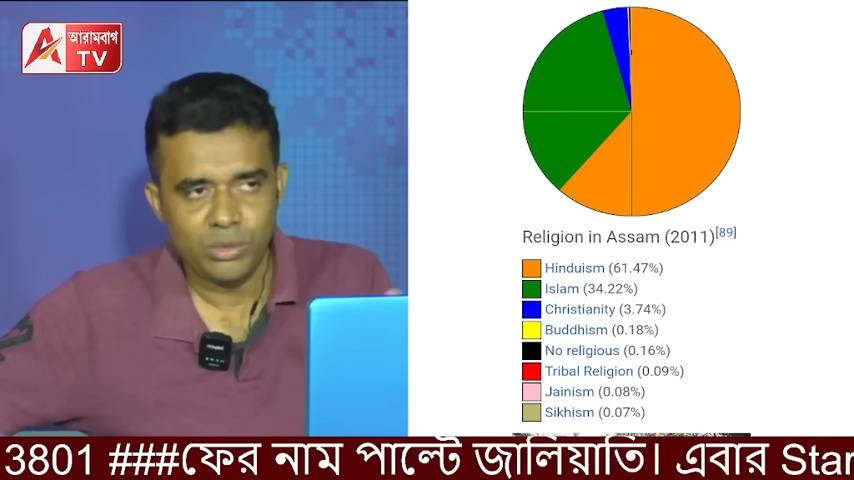 আরামবাগ
TV
Religion in Assam (2011)[89]
Hinduism (61.47%)
Islam (34.22%)
Christianity (3.74%)
Buddhism (0.18%)
No religious (0.16%)
Tribal Religion (0.09%)
Jainism (0.08%)
Sikhism (0.07%)
3801 ###ফের নাম পাল্টে জালিয়াতি। এবার Star